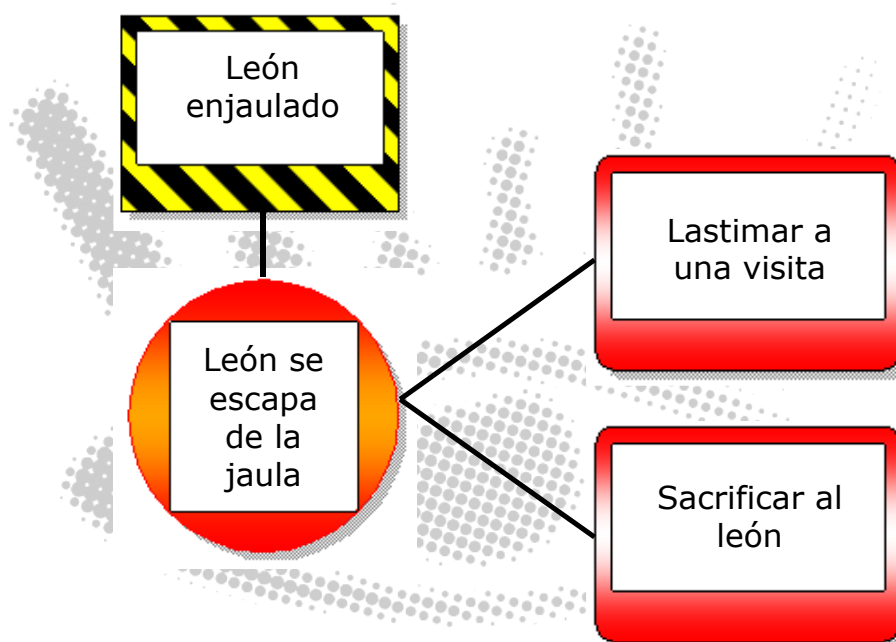 León
enjaulado
León se
escapa
de la
jaula
Lastimar a
una visita
Sacrificar al
león